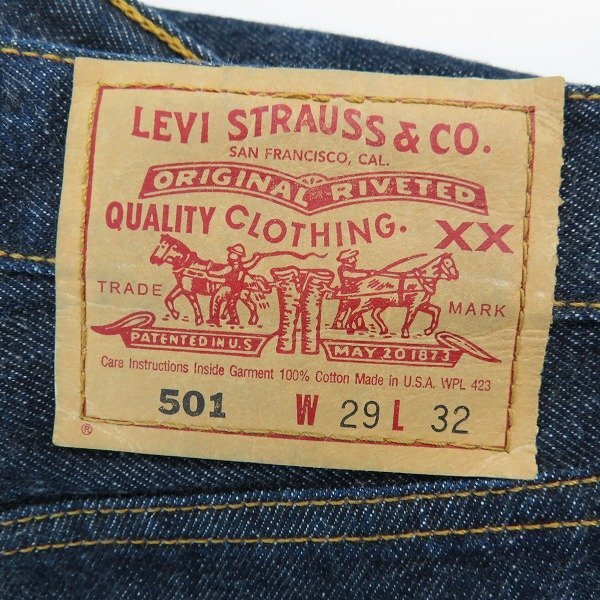 LEVI STRAUSS & CO.
SAN FRANCISCO, CAL.
ORIGINAL RIVETED
QUALITY CLOTHING. XX
TRADE MARK
PATENTED IN U.S MAY 20 1873
Care Instructions Inside Garment 100% Cotton Made in U.S.A. WPL 423
501 W 29 L 32
®